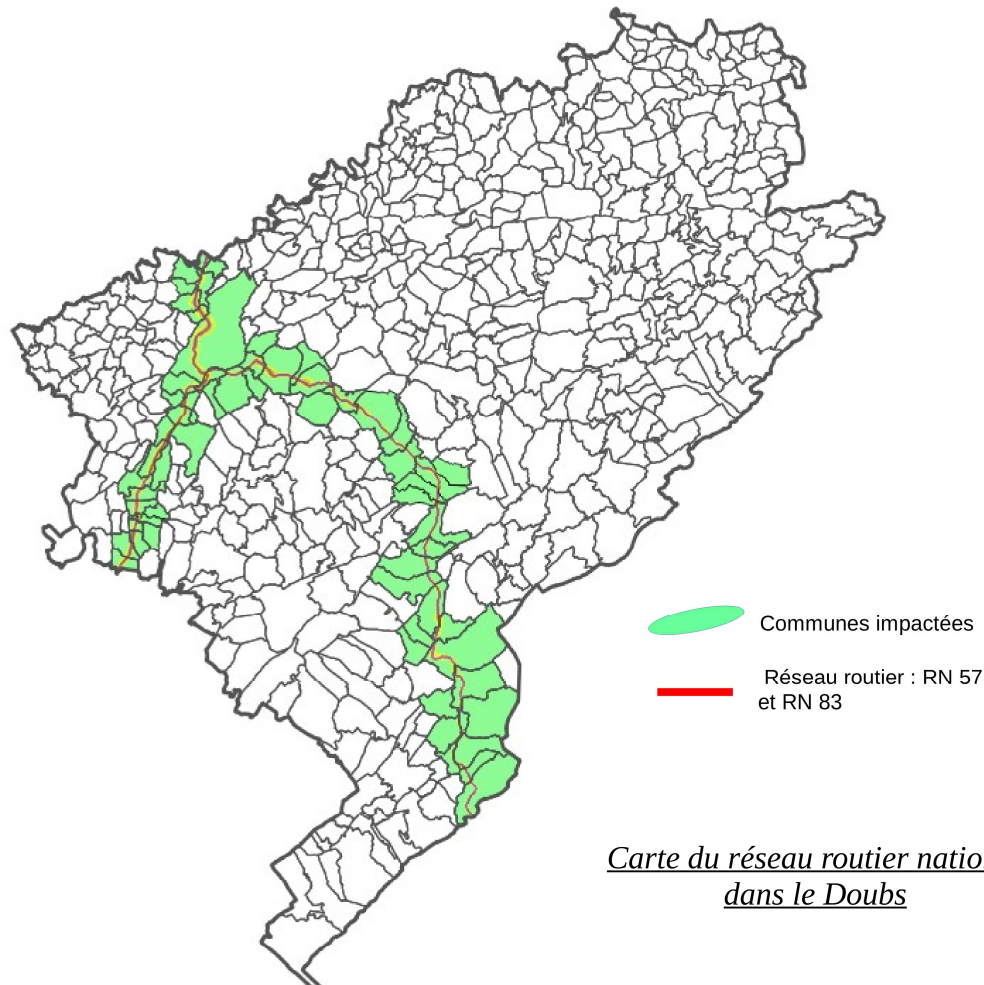 Communes impactées
Réseau routier : RN 57
et RN 83
Carte du réseau routier natio
dans le Doubs